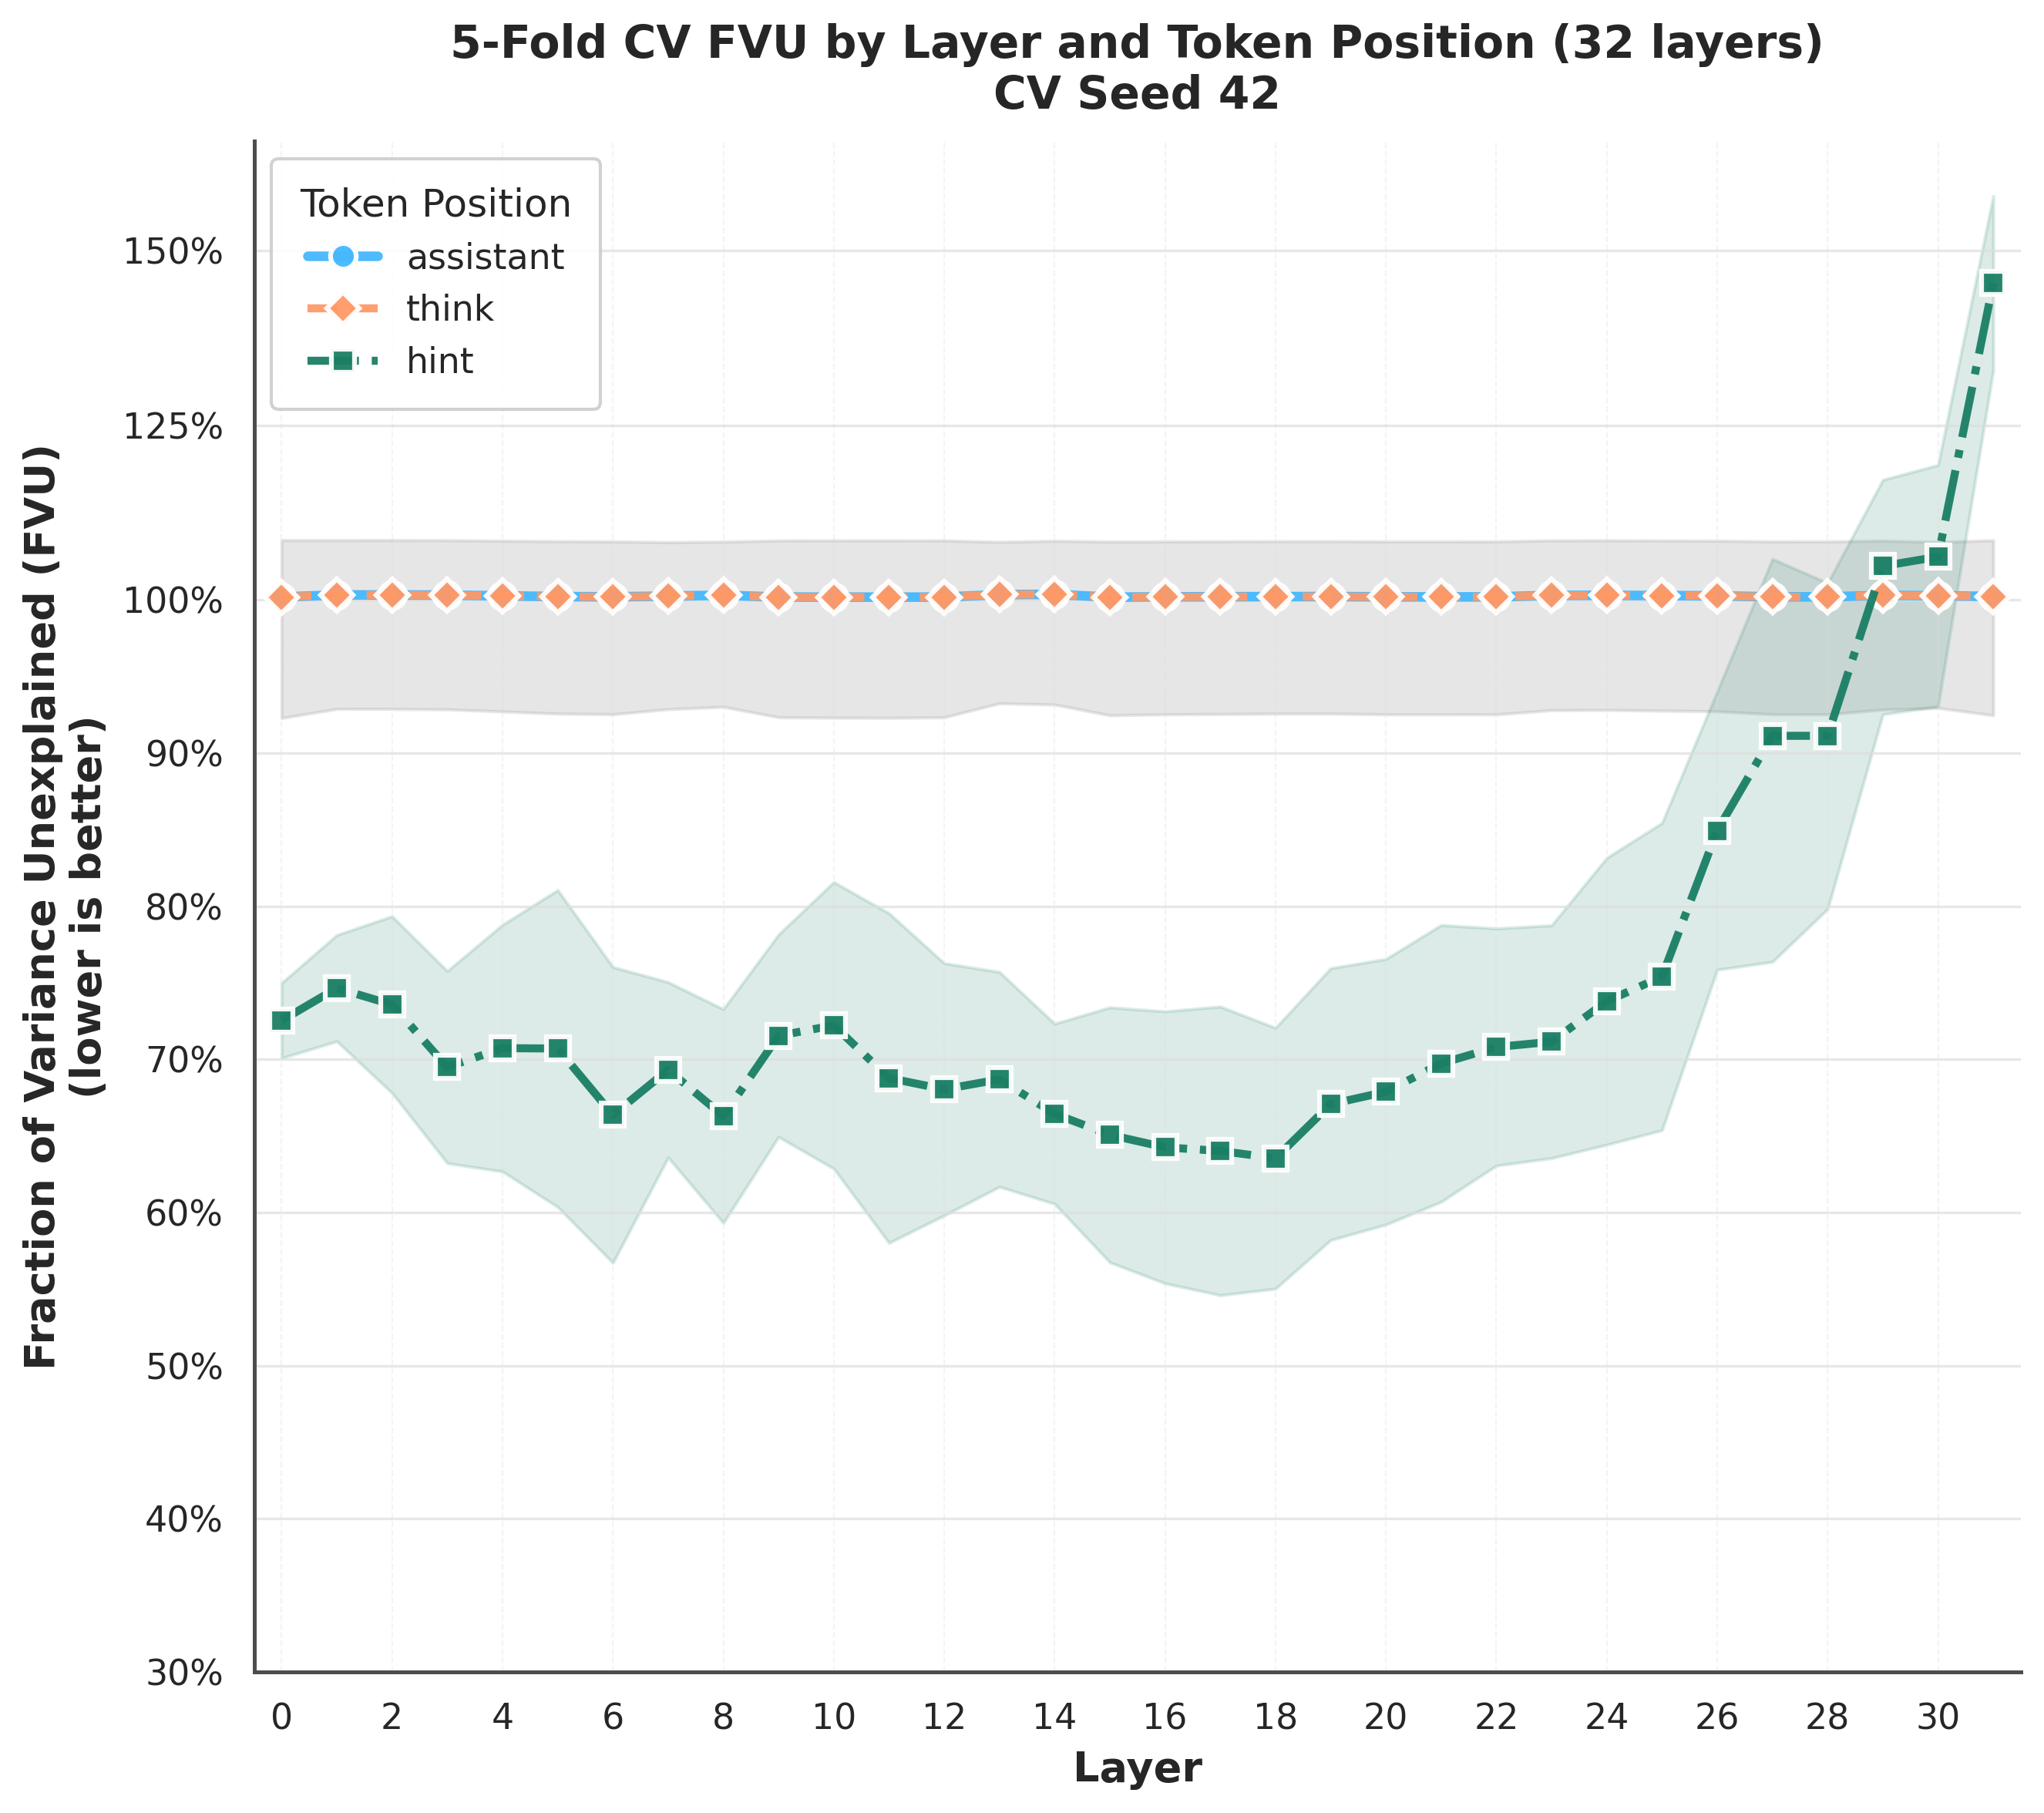 5-Fold CV FVU by Layer and Token Position (32 layers)
CV Seed 42
Token Position
assistant
think
hint
Fraction of Variance Unexplained (FVU)
(lower is better)
150%
125%
100%
90%
80%
70%
60%
50%
40%
30%
0 2 4 6 8 10 12 14 16 18 20 22 24 26 28 30
Layer